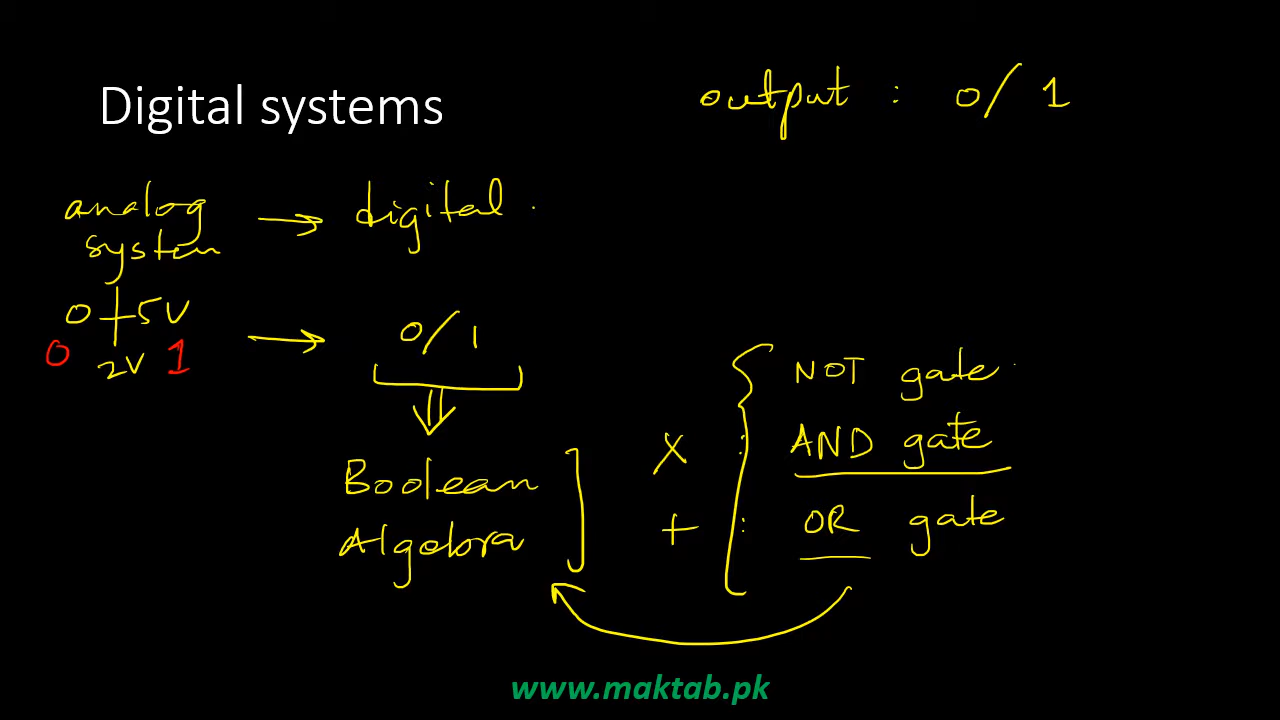 Digital systems
output : 0/ 1
analog system → digital
0 + 5V → 0/1
0 2V 1
Boolean Algebra
NOT gate
X : AND gate
+ : OR gate
www.maktab.pk